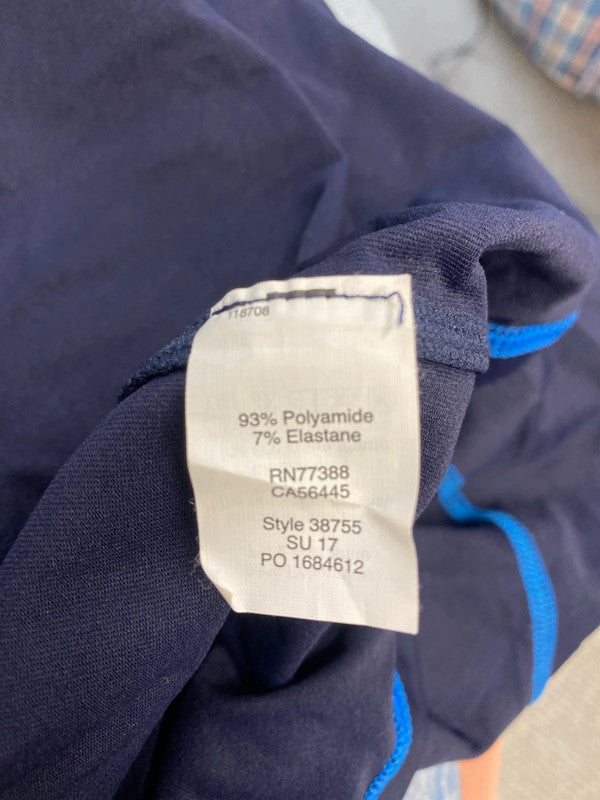 118708
93% Polyamide
7% Elastane
RN77388
CA56445
Style 38755
SU 17
PO 1684612